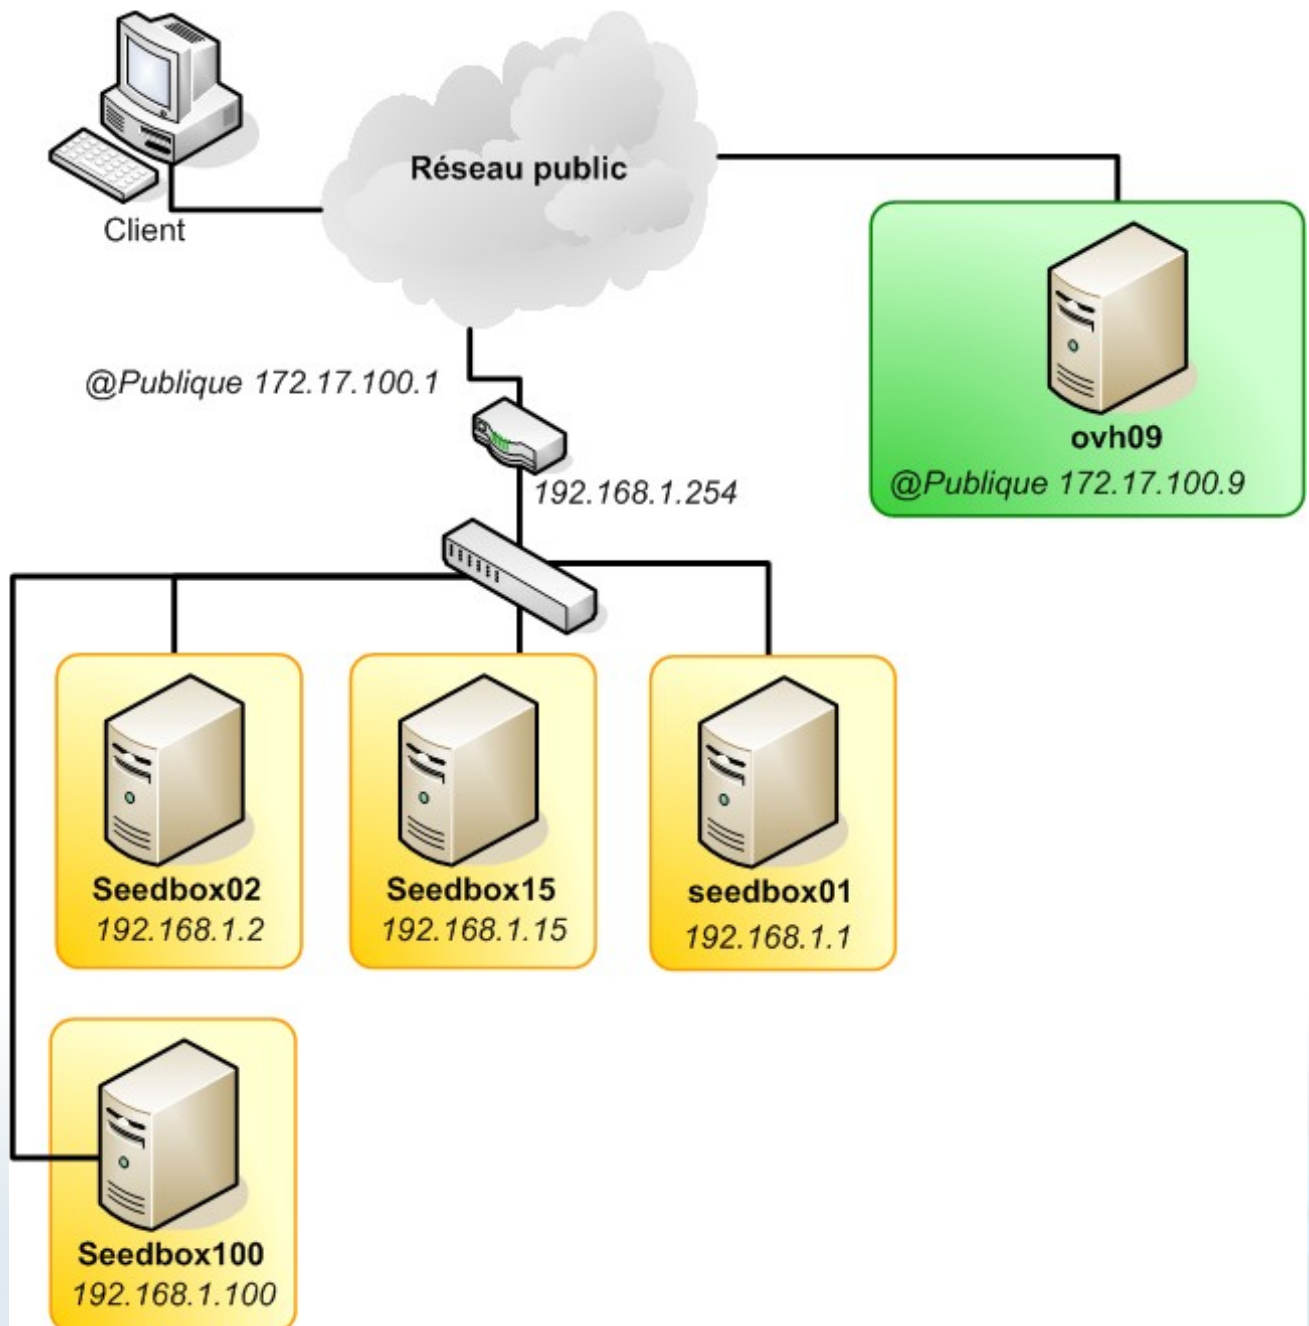 Réseau public
Client
@Publique 172.17.100.1
ovh09
@Publique 172.17.100.9
192.168.1.254
Seedbox02
192.168.1.2
Seedbox15
192.168.1.15
seedbox01
192.168.1.1
Seedbox100
192.168.1.100